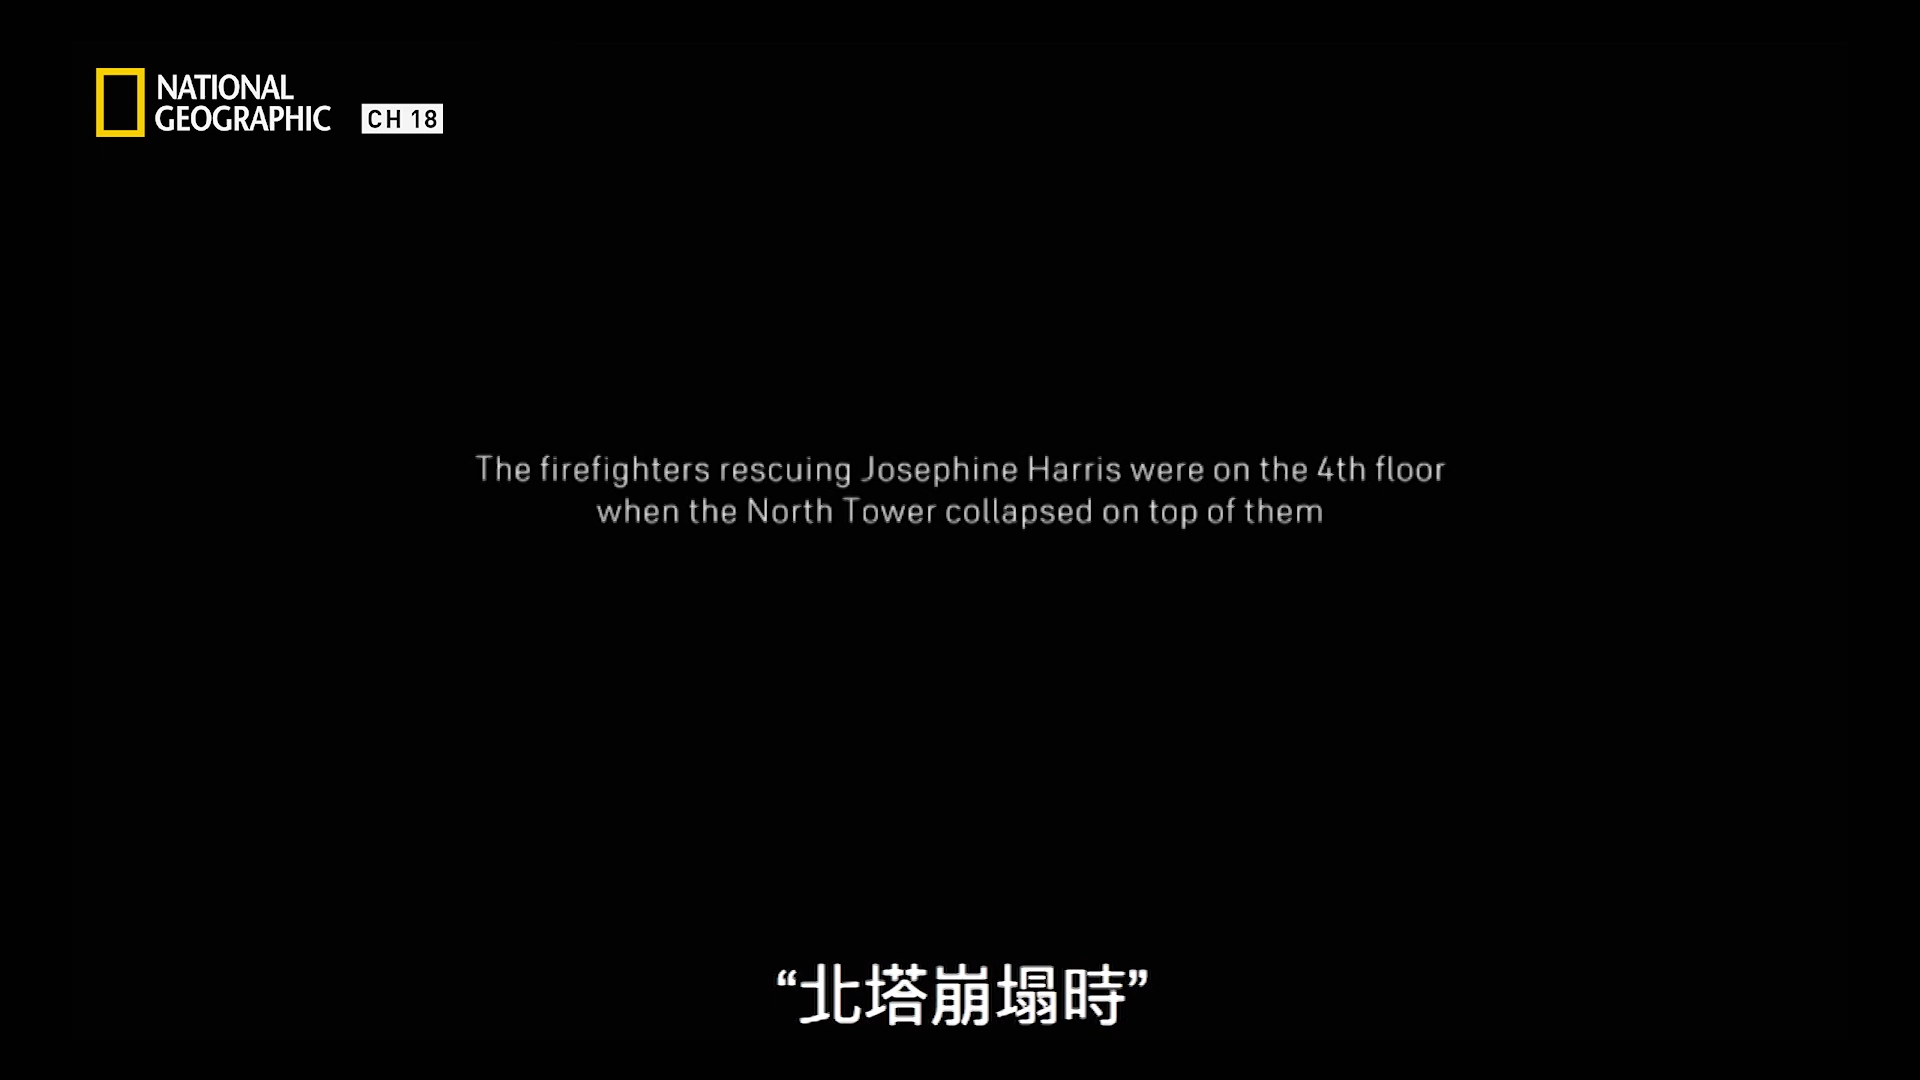 NATIONAL
GEOGRAPHIC
CH 18
The firefighters rescuing Josephine Harris were on the 4th floor
when the North Tower collapsed on top of them
“北塔崩塌時”